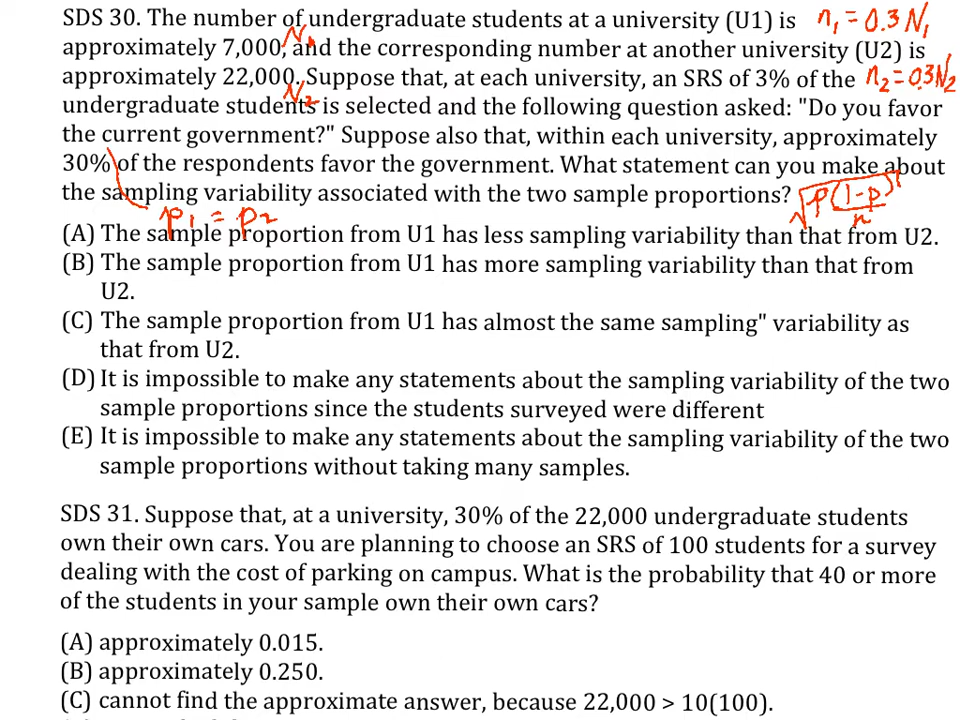 SDS 30. The number of undergraduate students at a university (U1) is n₁ = 0.3 N₁
approximately 7,000, and the corresponding number at another university (U2) is
N₁
approximately 22,000. Suppose that, at each university, an SRS of 3% of the n₂ = 0.3N₂
N₂
undergraduate students is selected and the following question asked: "Do you favor
the current government?" Suppose also that, within each university, approximately
30% of the respondents favor the government. What statement can you make about
the sampling variability associated with the two sample proportions? √(p(1-p)/n)
p₁ = p₂
(A) The sample proportion from U1 has less sampling variability than that from U2.
(B) The sample proportion from U1 has more sampling variability than that from
U2.
(C) The sample proportion from U1 has almost the same sampling" variability as
that from U2.
(D) It is impossible to make any statements about the sampling variability of the two
sample proportions since the students surveyed were different
(E) It is impossible to make any statements about the sampling variability of the two
sample proportions without taking many samples.
SDS 31. Suppose that, at a university, 30% of the 22,000 undergraduate students
own their own cars. You are planning to choose an SRS of 100 students for a survey
dealing with the cost of parking on campus. What is the probability that 40 or more
of the students in your sample own their own cars?
(A) approximately 0.015.
(B) approximately 0.250.
(C) cannot find the approximate answer, because 22,000 > 10(100).